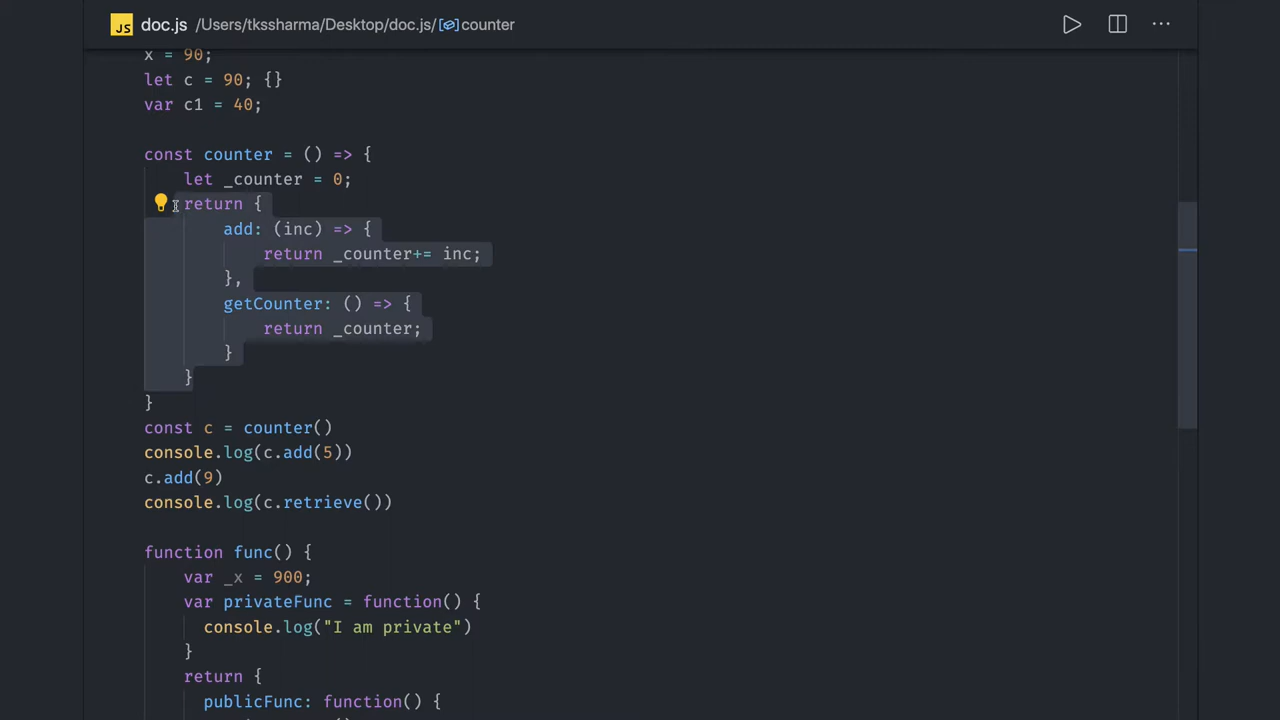 JS doc.js /Users/tkssharma/Desktop/doc.js/ counter
x = 90;
let c = 90; {}
var c1 = 40;
const counter = () => {
let _counter = 0;
return {
add: (inc) => {
return _counter+= inc;
},
getCounter: () => {
return _counter;
}
}
}
const c = counter()
console.log(c.add(5))
c.add(9)
console.log(c.retrieve())
function func() {
var _x = 900;
var privateFunc = function() {
console.log("I am private")
}
return {
publicFunc: function() {